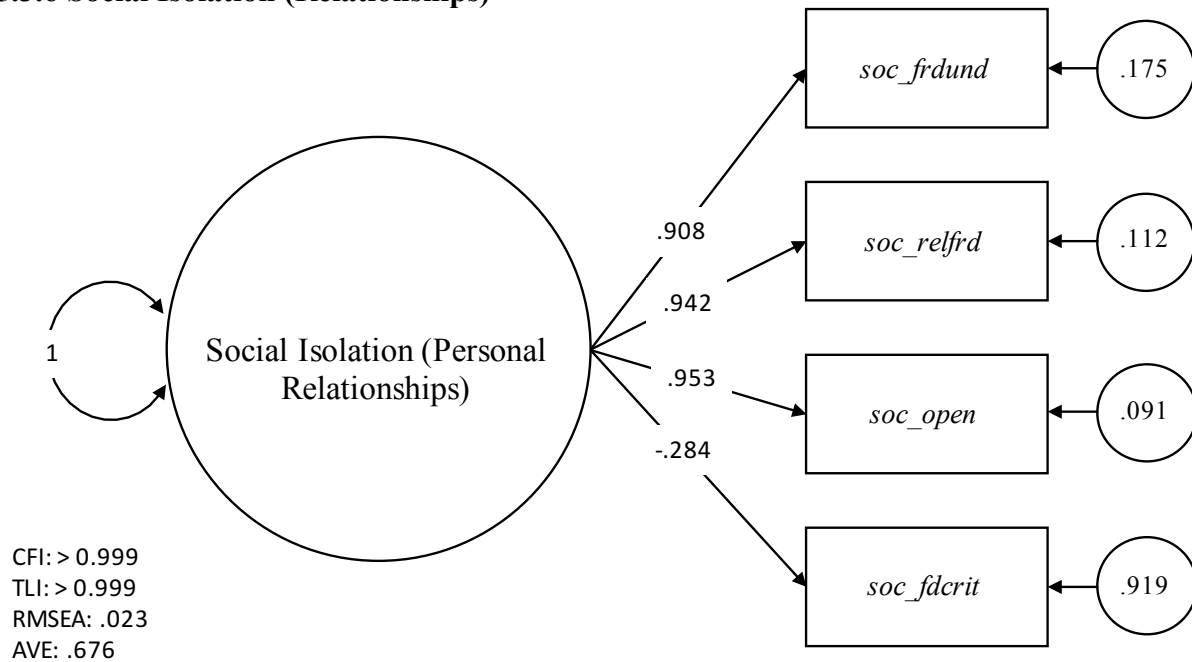 Social Isolation (Relationships)
soc_frdund
.175
.908
soc_relfrd
.112
.942
1
Social Isolation (Personal
Relationships)
.953
soc_open
.091
-.284
soc_fdcrit
.919
CFI: > 0.999
TLI: > 0.999
RMSEA: .023
AVE: .676